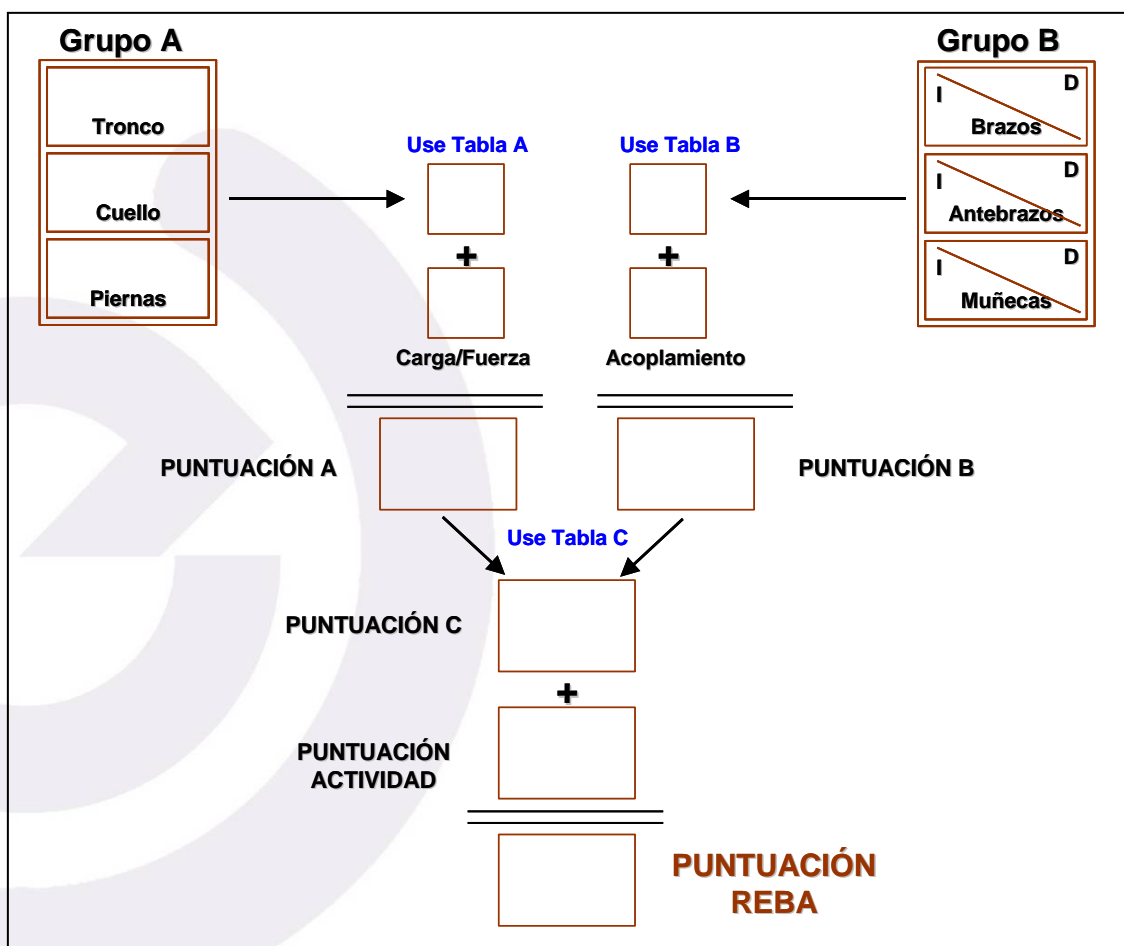 Grupo A
Grupo B
Tronco
Cuello
Piernas
I
D
Brazos
I
D
Antebrazos
I
D
Muñecas
Use Tabla A
Use Tabla B
+
+
Carga/Fuerza
Acoplamiento
PUNTUACIÓN A
PUNTUACIÓN B
Use Tabla C
PUNTUACIÓN C
+
PUNTUACIÓN
ACTIVIDAD
PUNTUACIÓN
REBA